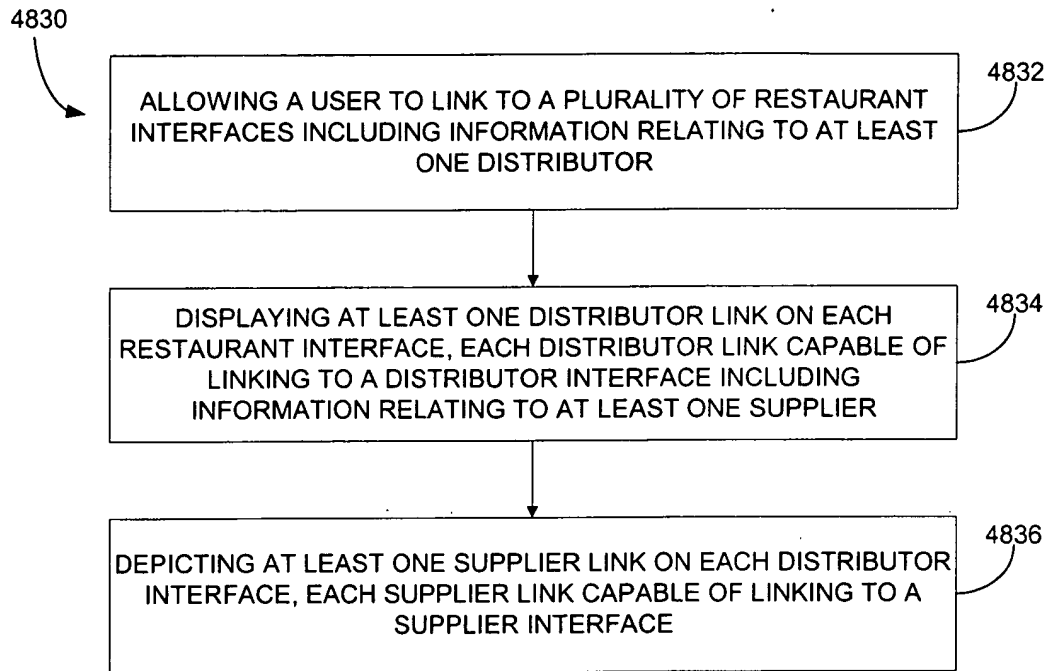 4830
4832
ALLOWING A USER TO LINK TO A PLURALITY OF RESTAURANT
INTERFACES INCLUDING INFORMATION RELATING TO AT LEAST
ONE DISTRIBUTOR
4834
DISPLAYING AT LEAST ONE DISTRIBUTOR LINK ON EACH
RESTAURANT INTERFACE, EACH DISTRIBUTOR LINK CAPABLE OF
LINKING TO A DISTRIBUTOR INTERFACE INCLUDING
INFORMATION RELATING TO AT LEAST ONE SUPPLIER
4836
DEPICTING AT LEAST ONE SUPPLIER LINK ON EACH DISTRIBUTOR
INTERFACE, EACH SUPPLIER LINK CAPABLE OF LINKING TO A
SUPPLIER INTERFACE